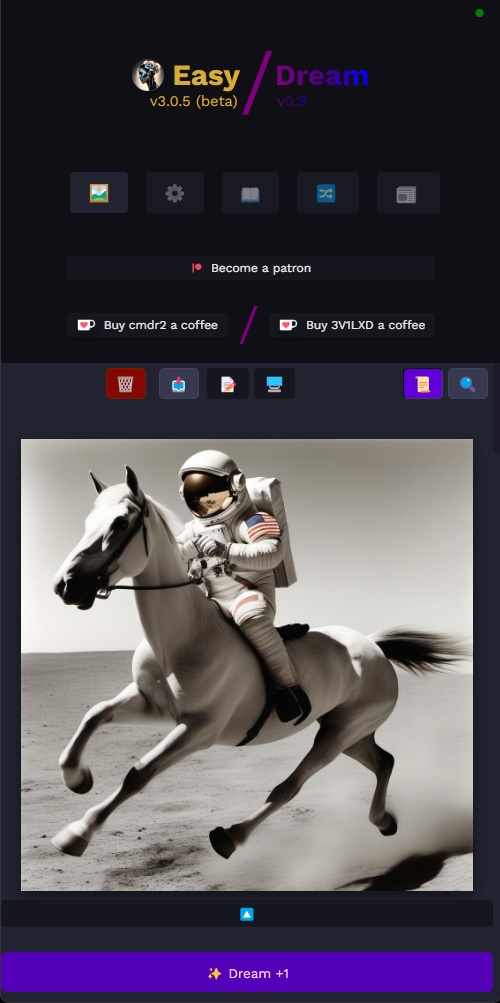 Easy Dream
v3.0.5 (beta) v0.3
Become a patron
Buy cmdr2 a coffee Buy 3V1LXD a coffee
Dream +1